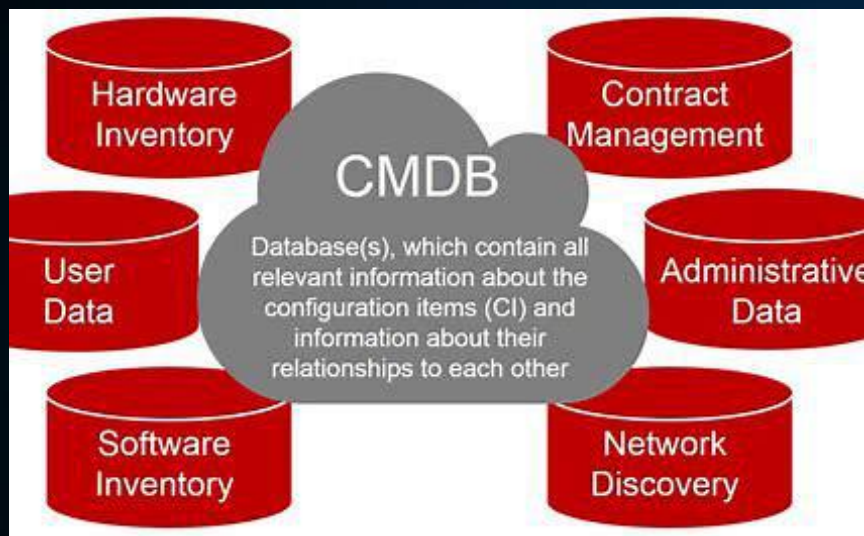 Hardware
Inventory
Contract
Management
CMDB
Database(s), which contain all
relevant information about the
configuration items (CI) and
information about their
relationships to each other
User
Data
Administrative
Data
Software
Inventory
Network
Discovery